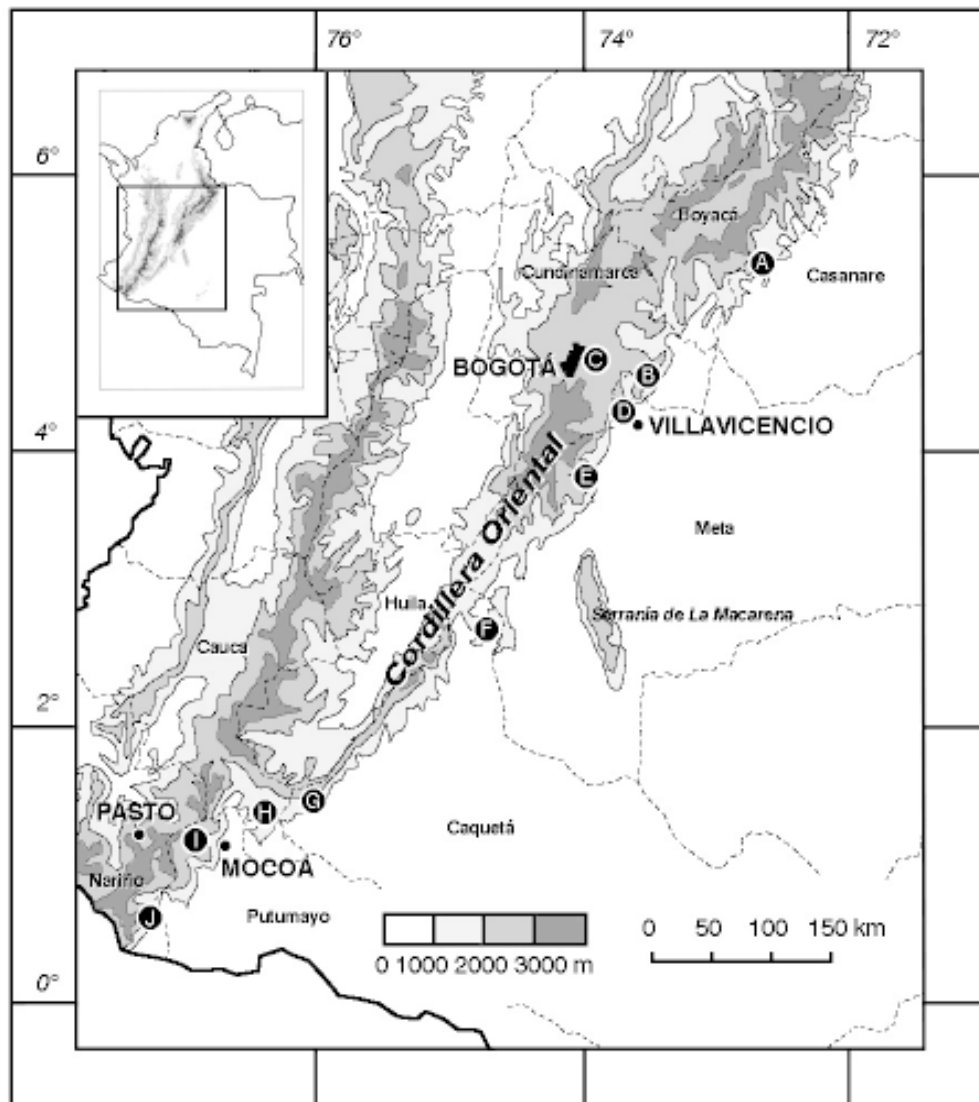 76° 74° 72°
6°
Boyacá
A
Cundinamarca
Casanare
BOGOTÁ C
B
D
4°
VILLAVICENCIO
E
Cordillera Oriental
Meta
Huila
Serranía de La Macarena
F
Cauca
2°
G
PASTO
H
I
Caquetá
MOCOA
Nariño
J
Putumayo
0 50 100 150 km
0 1000 2000 3000 m
0°